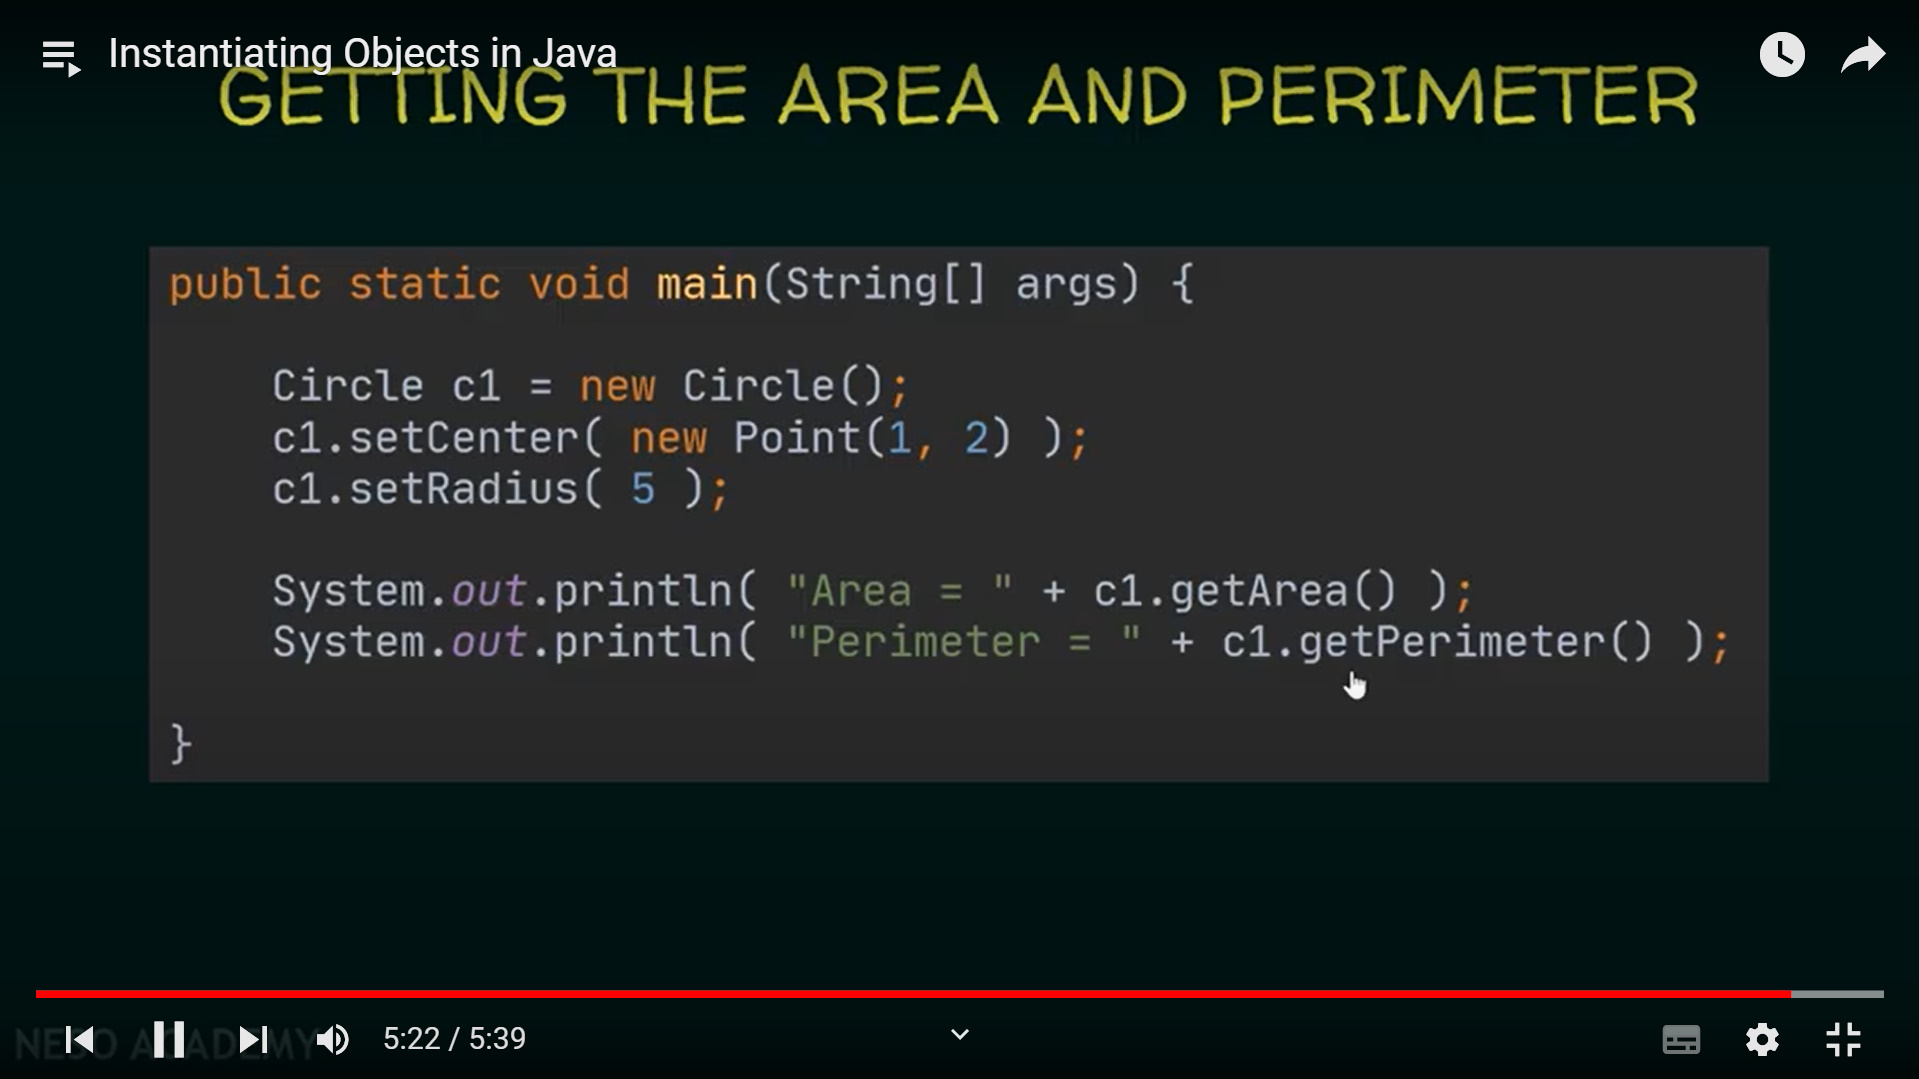 Instantiating Objects in Java
GETTING THE AREA AND PERIMETER
public static void main(String[] args) {
Circle c1 = new Circle();
c1.setCenter( new Point(1, 2) );
c1.setRadius( 5 );
System.out.println( "Area = " + c1.getArea() );
System.out.println( "Perimeter = " + c1.getPerimeter() );
}
NESO ACADEMY
5:22 / 5:39